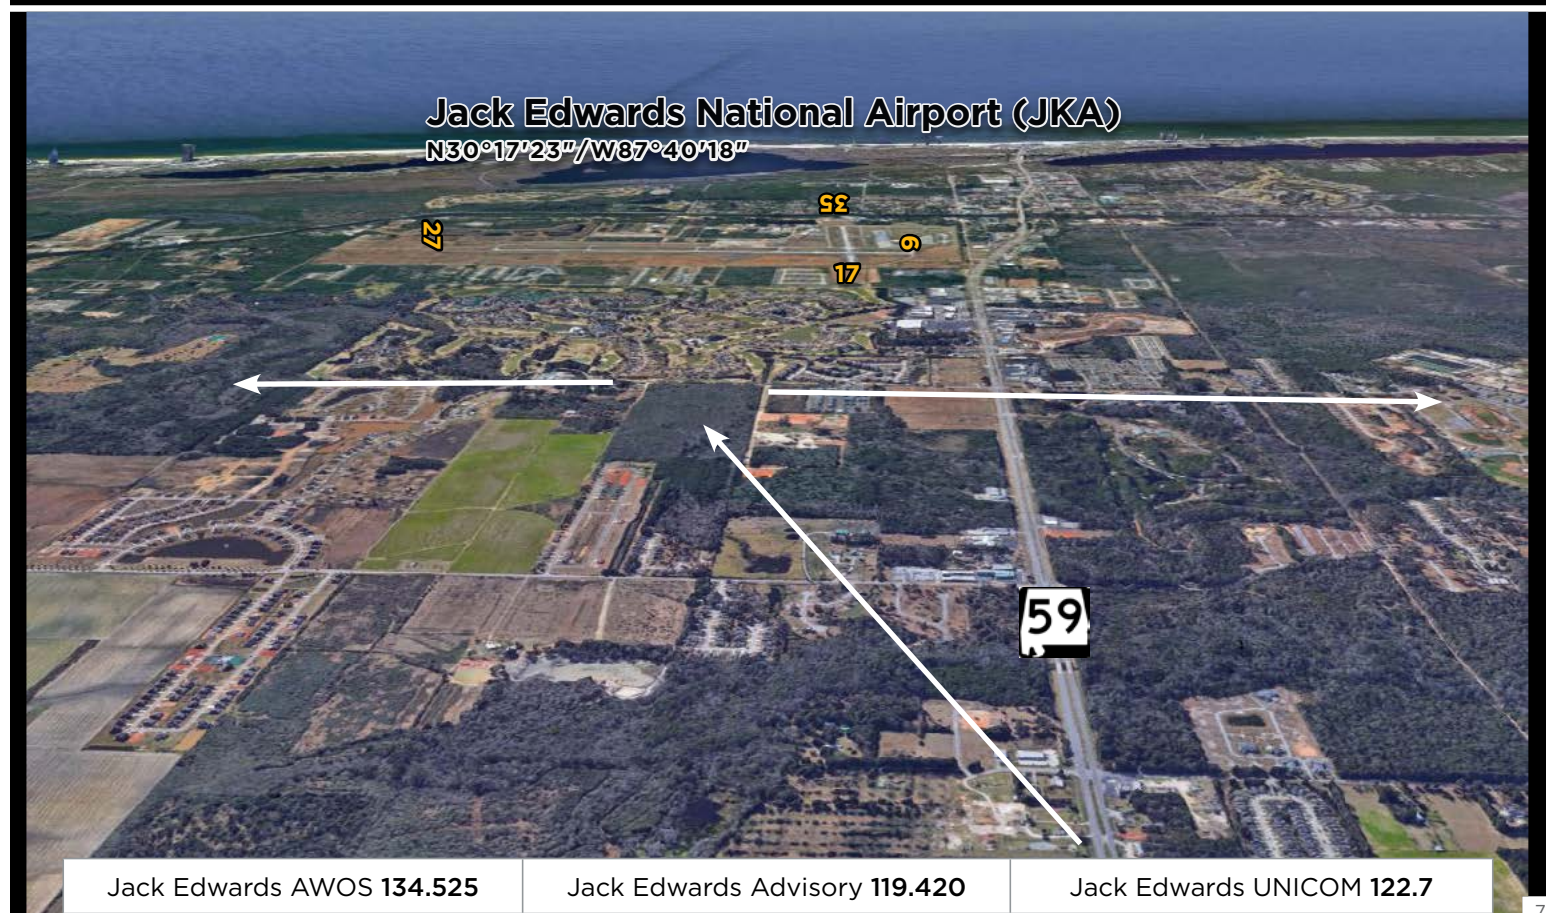 Jack Edwards National Airport (JKA)
N30°17'23"/W87°40'18"
35
27
9
17
59
Jack Edwards AWOS 134.525
Jack Edwards Advisory 119.420
Jack Edwards UNICOM 122.7
7